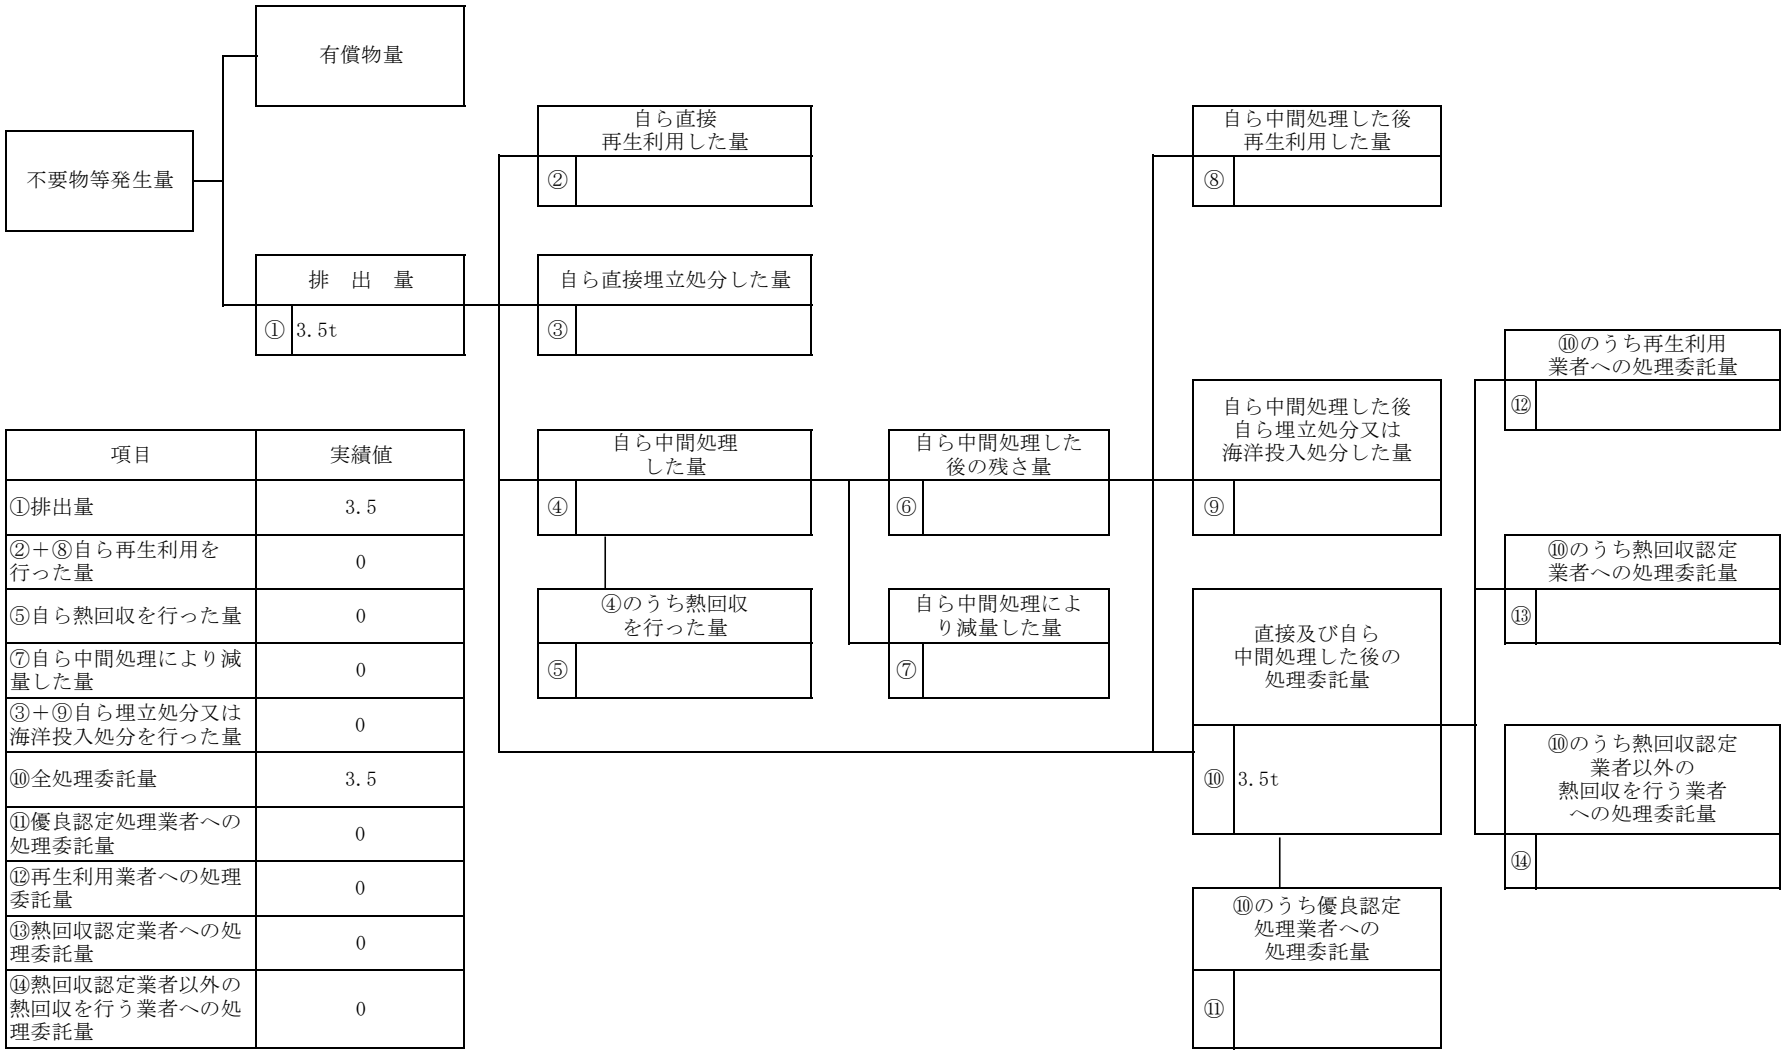 有償物量
不要物等発生量
排　出　量
① 3.5t
自ら直接
再生利用した量
②
自ら直接埋立処分した量
③
自ら中間処理
した量
④
④のうち熱回収
を行った量
⑤
自ら中間処理した
後の残さ量
⑥
自ら中間処理によ
り減量した量
⑦
自ら中間処理した後
再生利用した量
⑧
自ら中間処理した後
自ら埋立処分又は
海洋投入処分した量
⑨
直接及び自ら
中間処理した後の
処理委託量
⑩ 3.5t
⑩のうち優良認定
処理業者への
処理委託量
⑪
⑩のうち再生利用
業者への処理委託量
⑫
⑩のうち熱回収認定
業者への処理委託量
⑬
⑩のうち熱回収認定
業者以外の
熱回収を行う業者
への処理委託量
⑭
項目 実績値
①排出量 3.5
②＋⑧自ら再生利用を
行った量 0
⑤自ら熱回収を行った量 0
⑦自ら中間処理により減
量した量 0
③＋⑨自ら埋立処分又は
海洋投入処分を行った量 0
⑩全処理委託量 3.5
⑪優良認定処理業者への
処理委託量 0
⑫再生利用業者への処理
委託量 0
⑬熱回収認定業者への処
理委託量 0
⑭熱回収認定業者以外の
熱回収を行う業者への処
理委託量 0